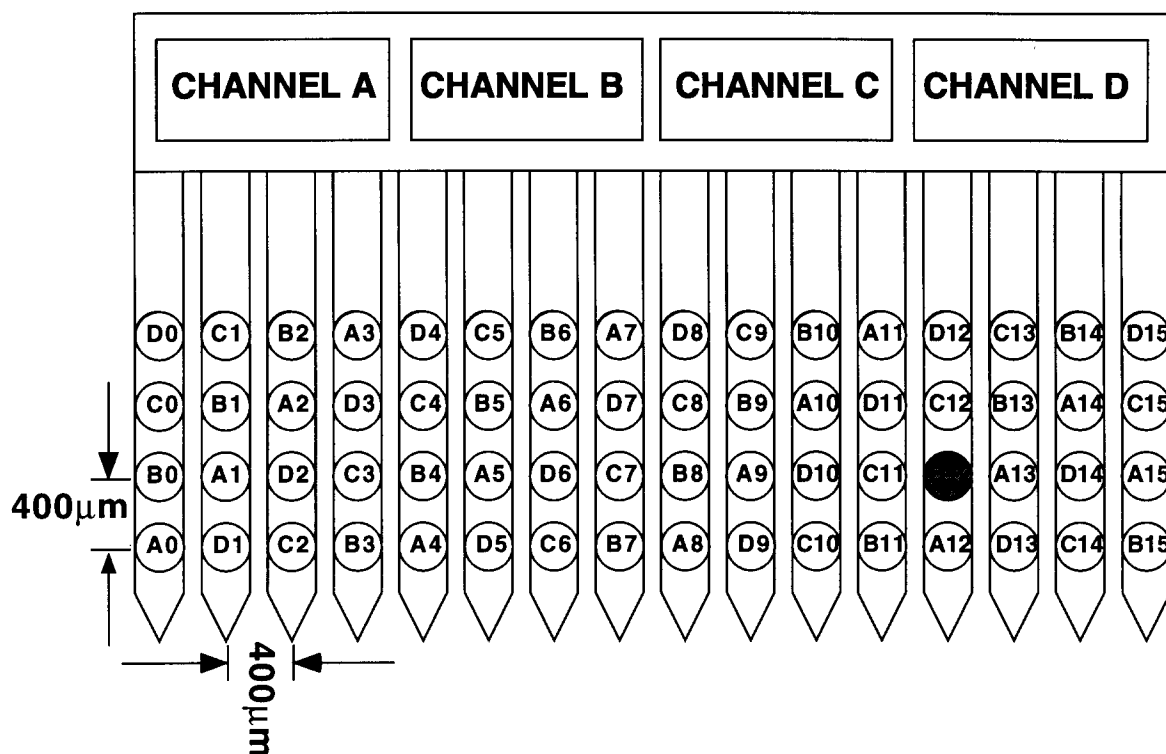 CHANNEL A CHANNEL B CHANNEL C CHANNEL D
D0 C1 B2 A3 D4 C5 B6 A7 D8 C9 B10 A11 D12 C13 B14 D15
C0 B1 A2 D3 C4 B5 A6 D7 C8 B9 A10 D11 C12 B13 A14 C15
B0 A1 D2 C3 B4 A5 D6 C7 B8 A9 D10 C11 A13 D14 A15
400μm
A0 D1 C2 B3 A4 D5 C6 B7 A8 D9 C10 B11 A12 D13 C14 B15
400μm